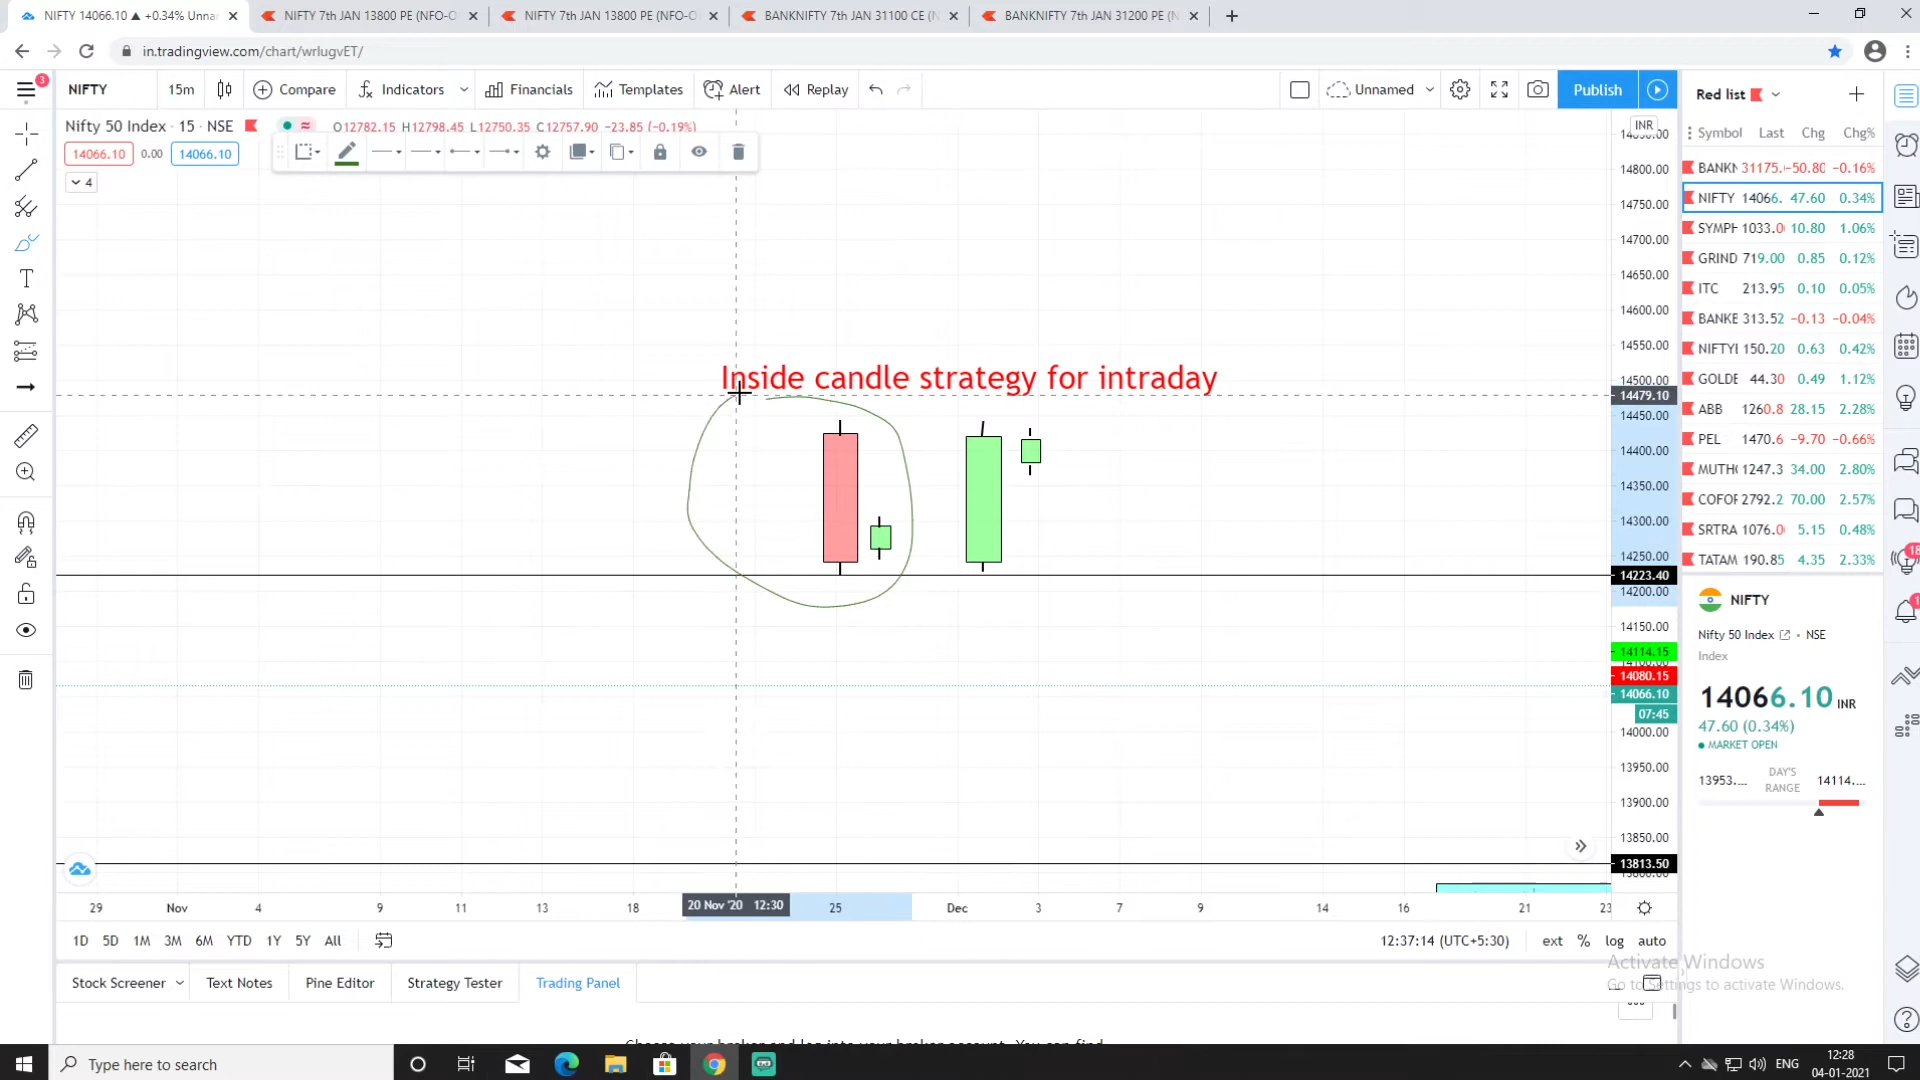 NIFTY 14066.10 ▲ +0.34% Unna
NIFTY 7th JAN 13800 PE (NFO-O
NIFTY 7th JAN 13800 PE (NFO-O
BANKNIFTY 7th JAN 31100 CE (N
BANKNIFTY 7th JAN 31200 PE (N
in.tradingview.com/chart/wrlugvET/
3
NIFTY 15m Compare Indicators Financials Templates Alert Replay Unnamed Publish
Nifty 50 Index · 15 · NSE O12782.15 H12798.45 L12750.35 C12757.90 −23.85 (−0.19%)
14066.10 0.00 14066.10
4
Inside candle strategy for intraday
INR
14800.00
14750.00
14700.00
14650.00
14600.00
14550.00
14500.00
14479.10
14450.00
14400.00
14350.00
14300.00
14250.00
14223.40
14200.00
14150.00
14114.15
14100.00
14080.15
14066.10
07:45
14000.00
13950.00
13900.00
13850.00
13813.50
29 Nov 4 9 11 13 18 20 Nov '20 12:30 25 Dec 3 7 9 14 16 21 23
1D 5D 1M 3M 6M YTD 1Y 5Y All 12:37:14 (UTC+5:30) ext % log auto
Stock Screener Text Notes Pine Editor Strategy Tester Trading Panel
Red list
Symbol Last Chg Chg%
BANKN 31175. −50.80 −0.16%
NIFTY 14066. 47.60 0.34%
SYMPH 1033.0 10.80 1.06%
GRIND 719.00 0.85 0.12%
ITC 213.95 0.10 0.05%
BANKE 313.52 −0.13 −0.04%
NIFTYI 150.20 0.63 0.42%
GOLDE 44.30 0.49 1.12%
ABB 1260.8 28.15 2.28%
PEL 1470.6 −9.70 −0.66%
MUTH 1247.3 34.00 2.80%
COFOF 2792.2 70.00 2.57%
SRTRA 1076.0 5.15 0.48%
TATAM 190.85 4.35 2.33%
NIFTY
Nifty 50 Index · NSE
Index
14066.10 INR
47.60 (0.34%)
MARKET OPEN
13953.... DAY'S RANGE 14114....
18
1
Activate Windows
Go to Settings to activate Windows.
Type here to search
ENG
12:28
04-01-2021